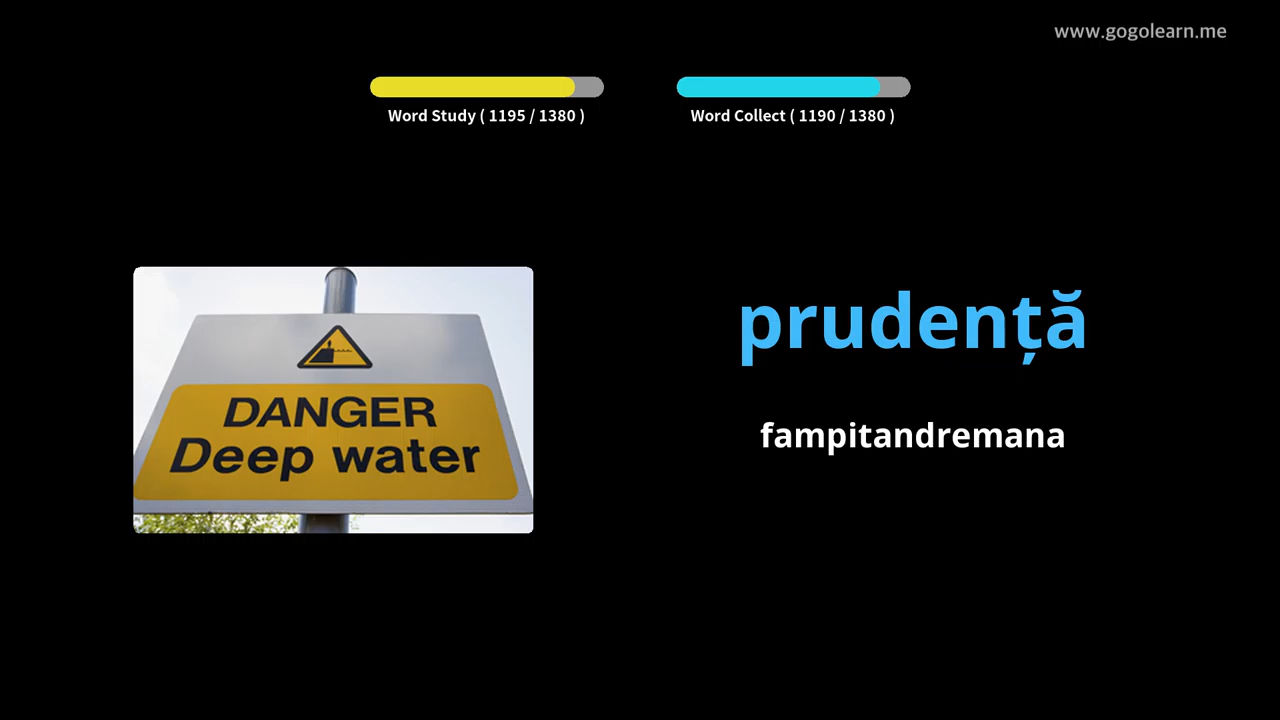 www.gogolearn.me
Word Study ( 1195 / 1380 )
Word Collect ( 1190 / 1380 )
DANGER
Deep water
prudență
fampitandremana